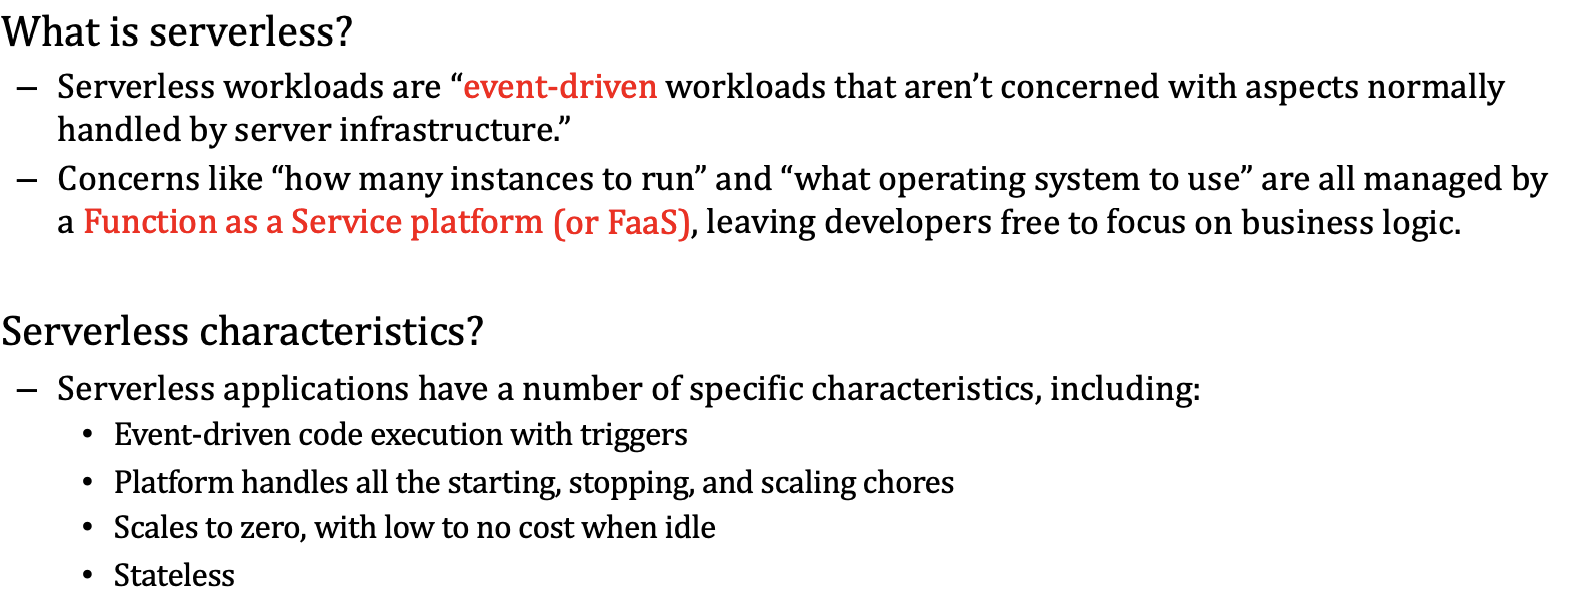 What is serverless?
– Serverless workloads are “event-driven workloads that aren’t concerned with aspects normally
handled by server infrastructure.”
– Concerns like “how many instances to run” and “what operating system to use” are all managed by
a Function as a Service platform (or FaaS), leaving developers free to focus on business logic.
Serverless characteristics?
– Serverless applications have a number of specific characteristics, including:
• Event-driven code execution with triggers
• Platform handles all the starting, stopping, and scaling chores
• Scales to zero, with low to no cost when idle
• Stateless